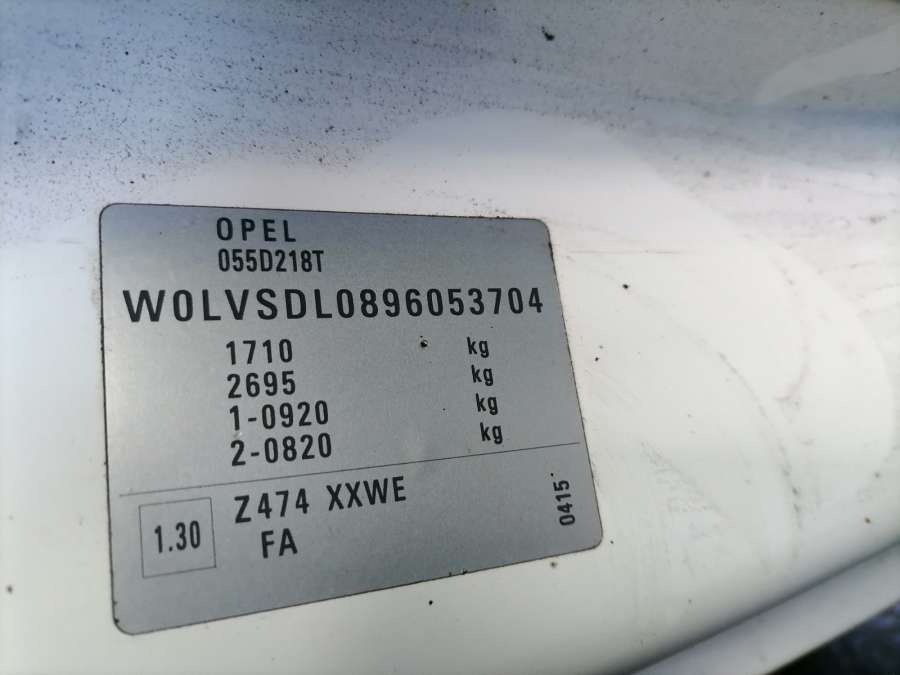 OPEL
055D218T
W0LVSDL0896053704
1710 kg
2695 kg
1-0920 kg
2-0820 kg
1.30
Z474 XXWE
FA
0415